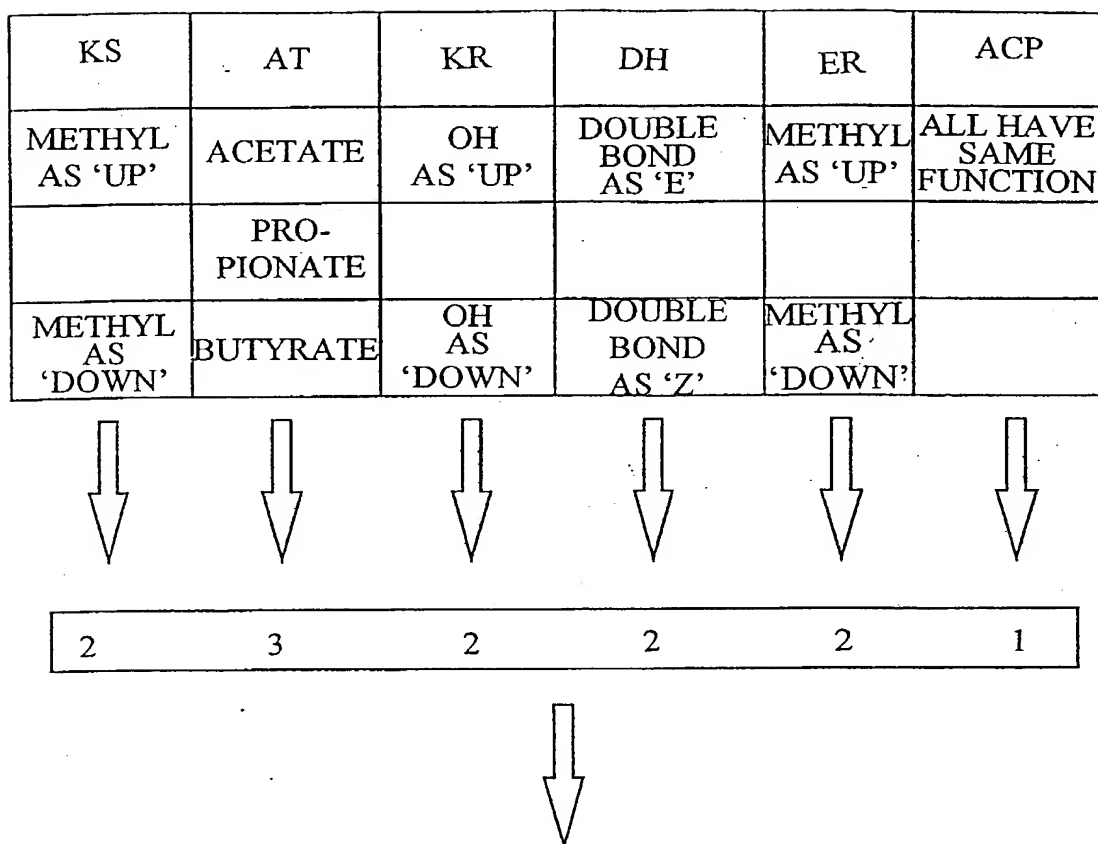 KS AT KR DH ER ACP
METHYL
AS ‘UP’
ACETATE
OH
AS ‘UP’
DOUBLE
BOND
AS ‘E’
METHYL
AS ‘UP’
ALL HAVE
SAME
FUNCTION
PRO-
PIONATE
METHYL
AS
‘DOWN’
BUTYRATE
OH
AS
‘DOWN’
DOUBLE
BOND
AS ‘Z’
METHYL
AS
‘DOWN’
2 3 2 2 2 1